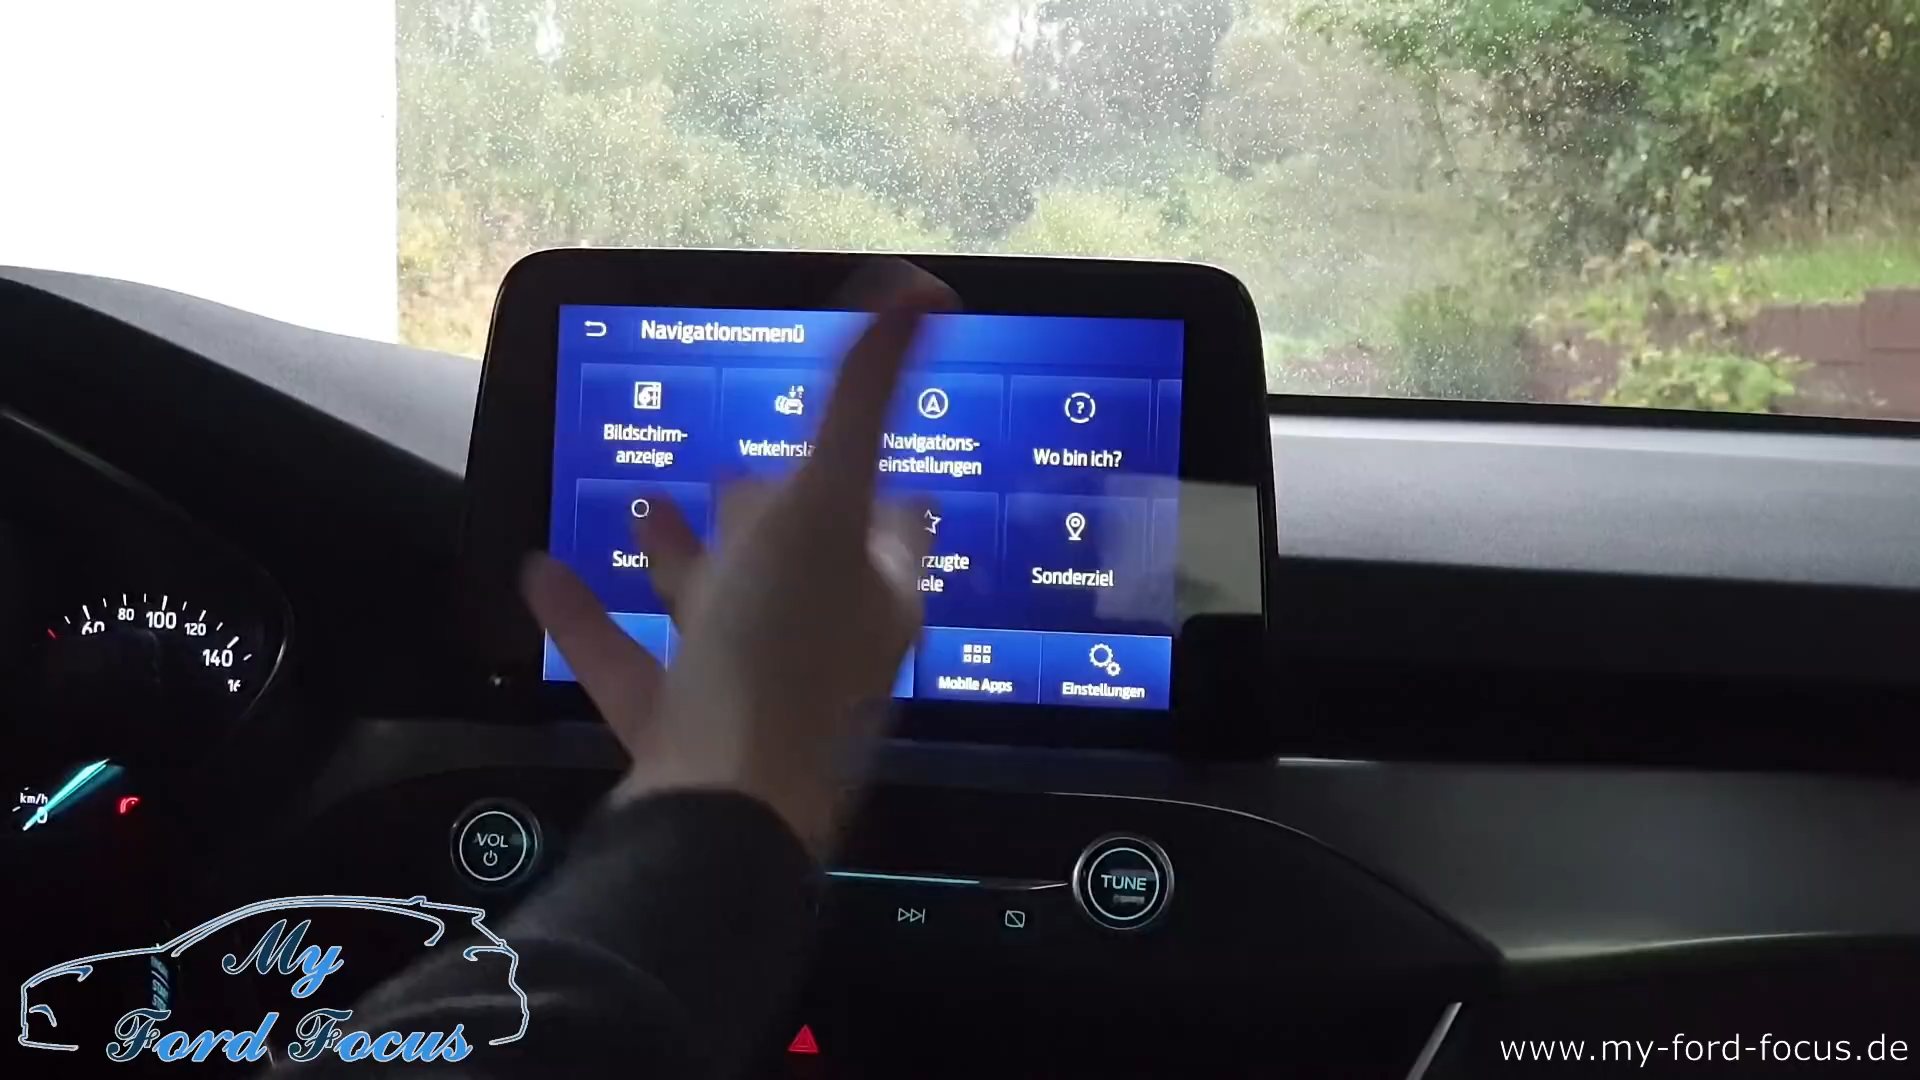 Navigationsmenü
Bildschirm-
anzeige
Navigations-
einstellungen
Wo bin ich?
Sonderziel
Mobile Apps
Einstellungen
80 100 120
140
km/h
0
VOL
TUNE
My
Ford Focus
www.my-ford-focus.de